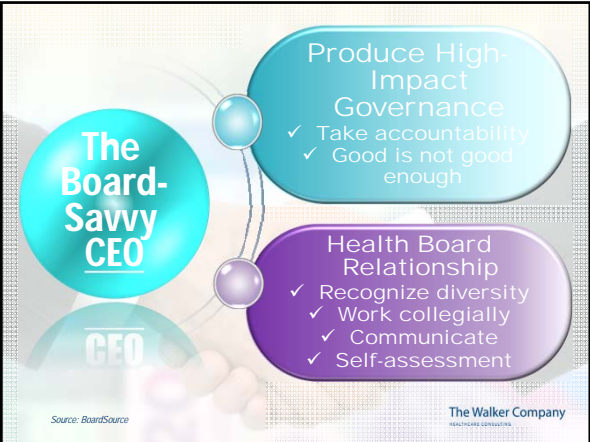 The
Board-
Savvy
CEO
Produce High-
Impact
Governance
✓ Take accountability
✓ Good is not good
enough
Health Board
Relationship
✓ Recognize diversity
✓ Work collegially
✓ Communicate
✓ Self-assessment
Source: BoardSource
The Walker Company
HEALTHCARE CONSULTING